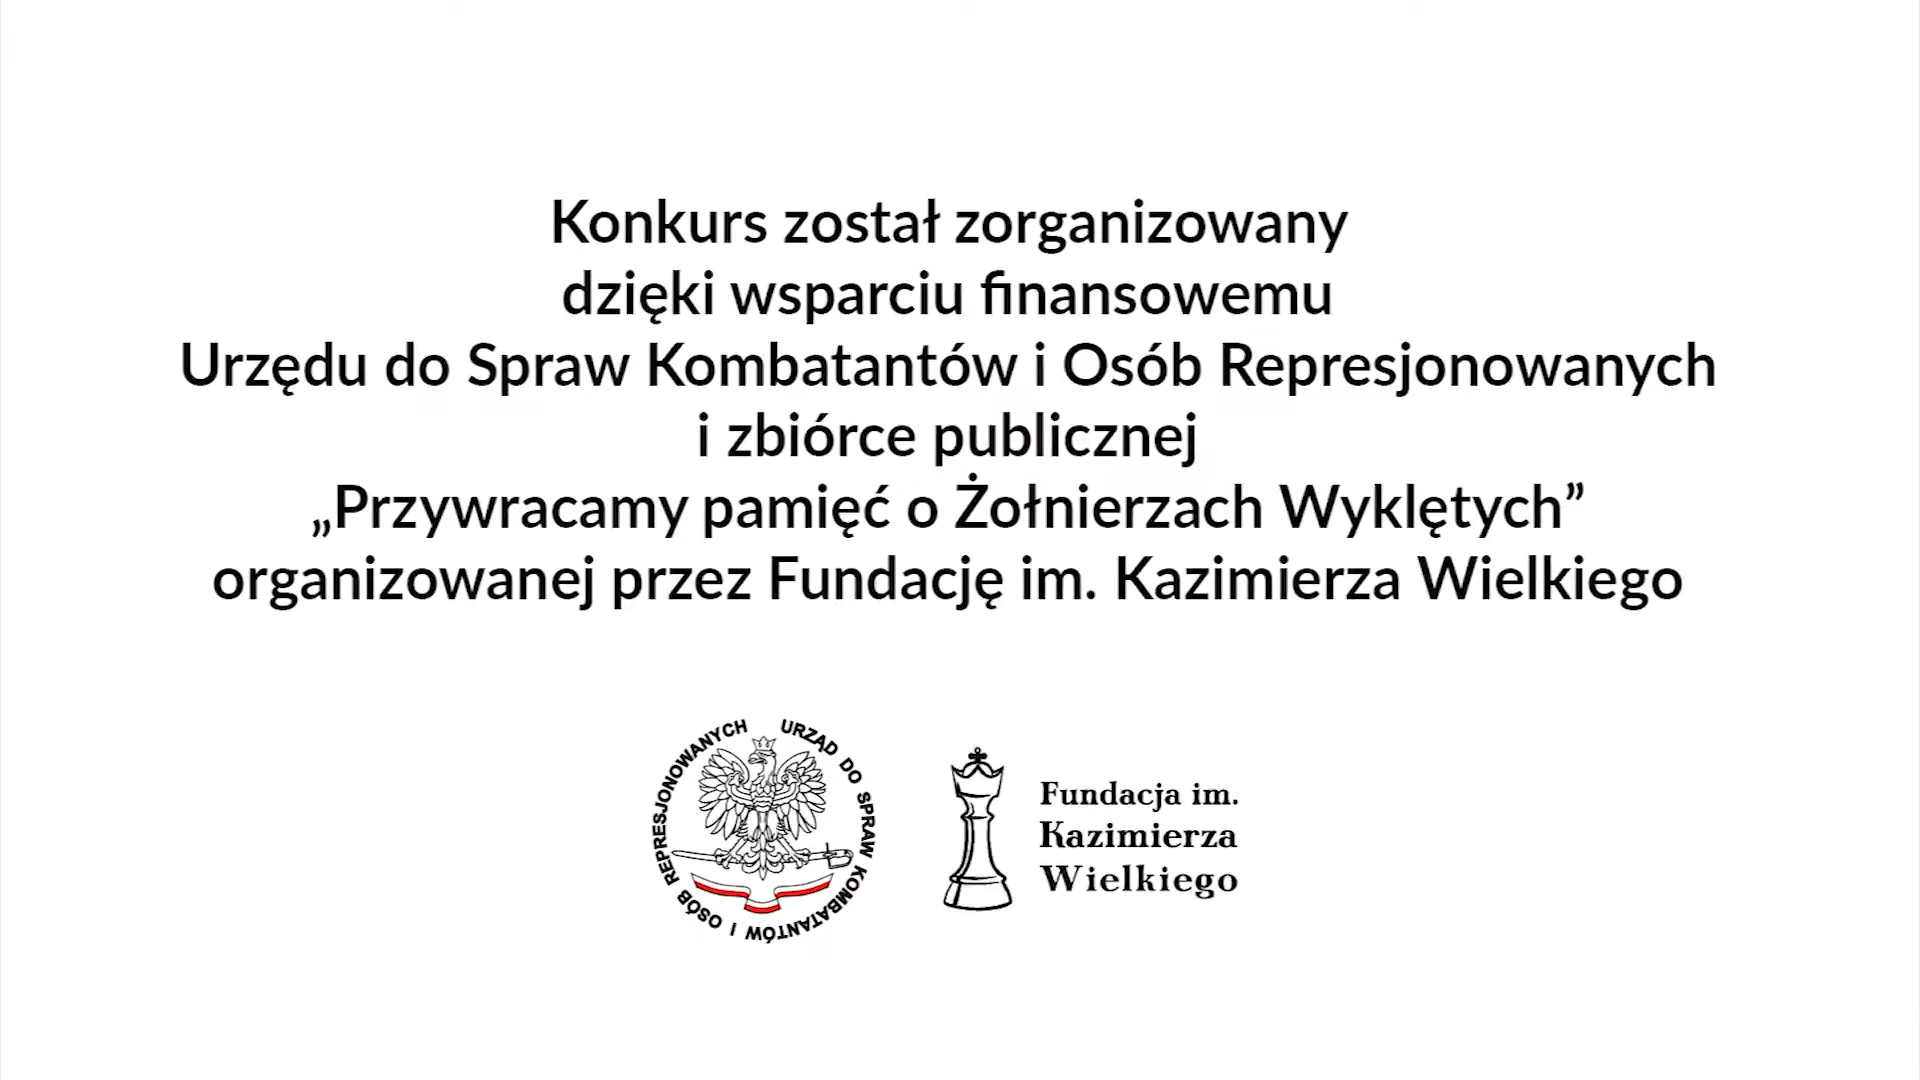 Konkurs został zorganizowany
dzięki wsparciu finansowemu
Urzędu do Spraw Kombatantów i Osób Represjonowanych
i zbiórce publicznej
„Przywracamy pamięć o Żołnierzach Wyklętych”
organizowanej przez Fundację im. Kazimierza Wielkiego
URZĄD DO SPRAW KOMBATANTÓW I OSÓB REPRESJONOWANYCH
Fundacja im.
Kazimierza
Wielkiego